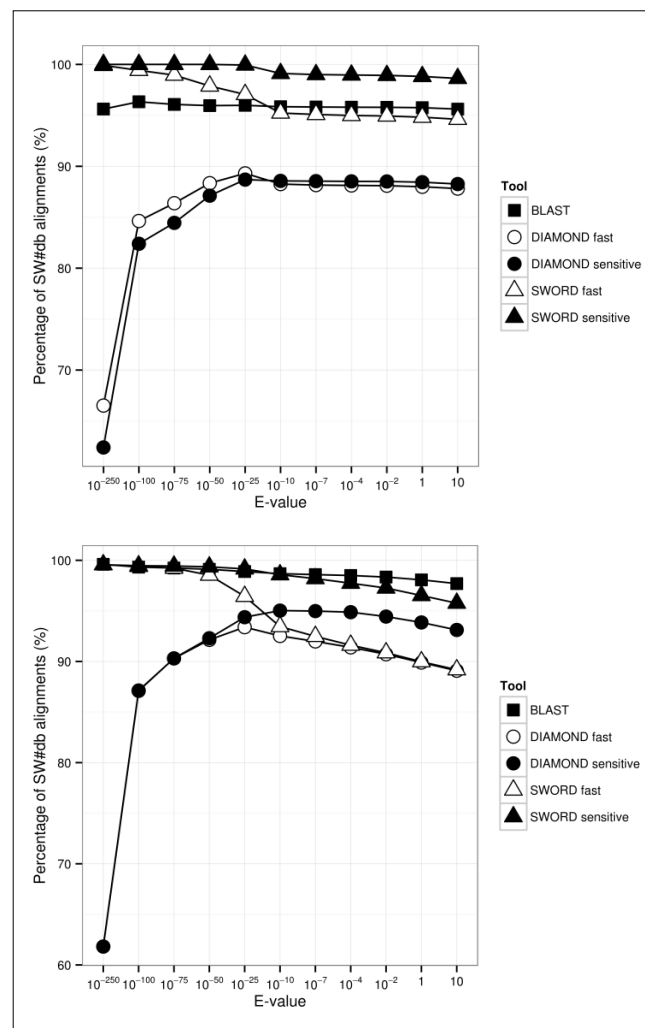 Percentage of SW#db alignments (%)
100
90
80
70
10⁻²⁵⁰ 10⁻¹⁰⁰ 10⁻⁷⁵ 10⁻⁵⁰ 10⁻²⁵ 10⁻¹⁰ 10⁻⁷ 10⁻⁴ 10⁻² 1 10
E-value
Tool
BLAST
DIAMOND fast
DIAMOND sensitive
SWORD fast
SWORD sensitive
Percentage of SW#db alignments (%)
100
90
80
70
60
10⁻²⁵⁰ 10⁻¹⁰⁰ 10⁻⁷⁵ 10⁻⁵⁰ 10⁻²⁵ 10⁻¹⁰ 10⁻⁷ 10⁻⁴ 10⁻² 1 10
E-value
Tool
BLAST
DIAMOND fast
DIAMOND sensitive
SWORD fast
SWORD sensitive